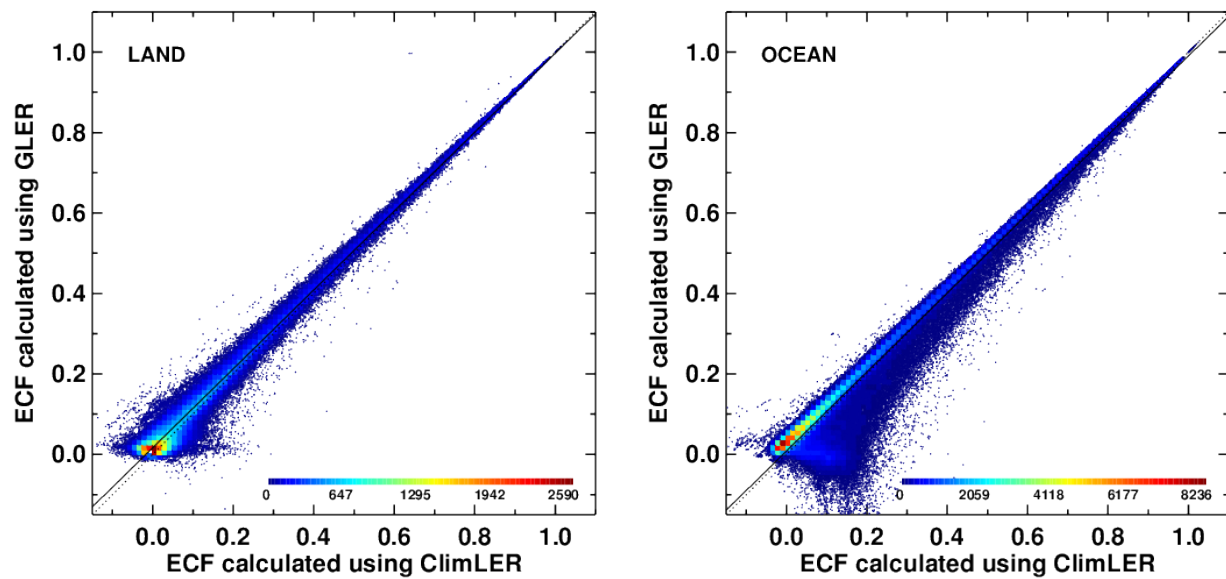 LAND
1.0
0.8
0.6
0.4
0.2
0.0
ECF calculated using GLER
0 647 1295 1942 2590
0.0 0.2 0.4 0.6 0.8 1.0
ECF calculated using ClimLER
OCEAN
1.0
0.8
0.6
0.4
0.2
0.0
ECF calculated using GLER
0 2059 4118 6177 8236
0.0 0.2 0.4 0.6 0.8 1.0
ECF calculated using ClimLER